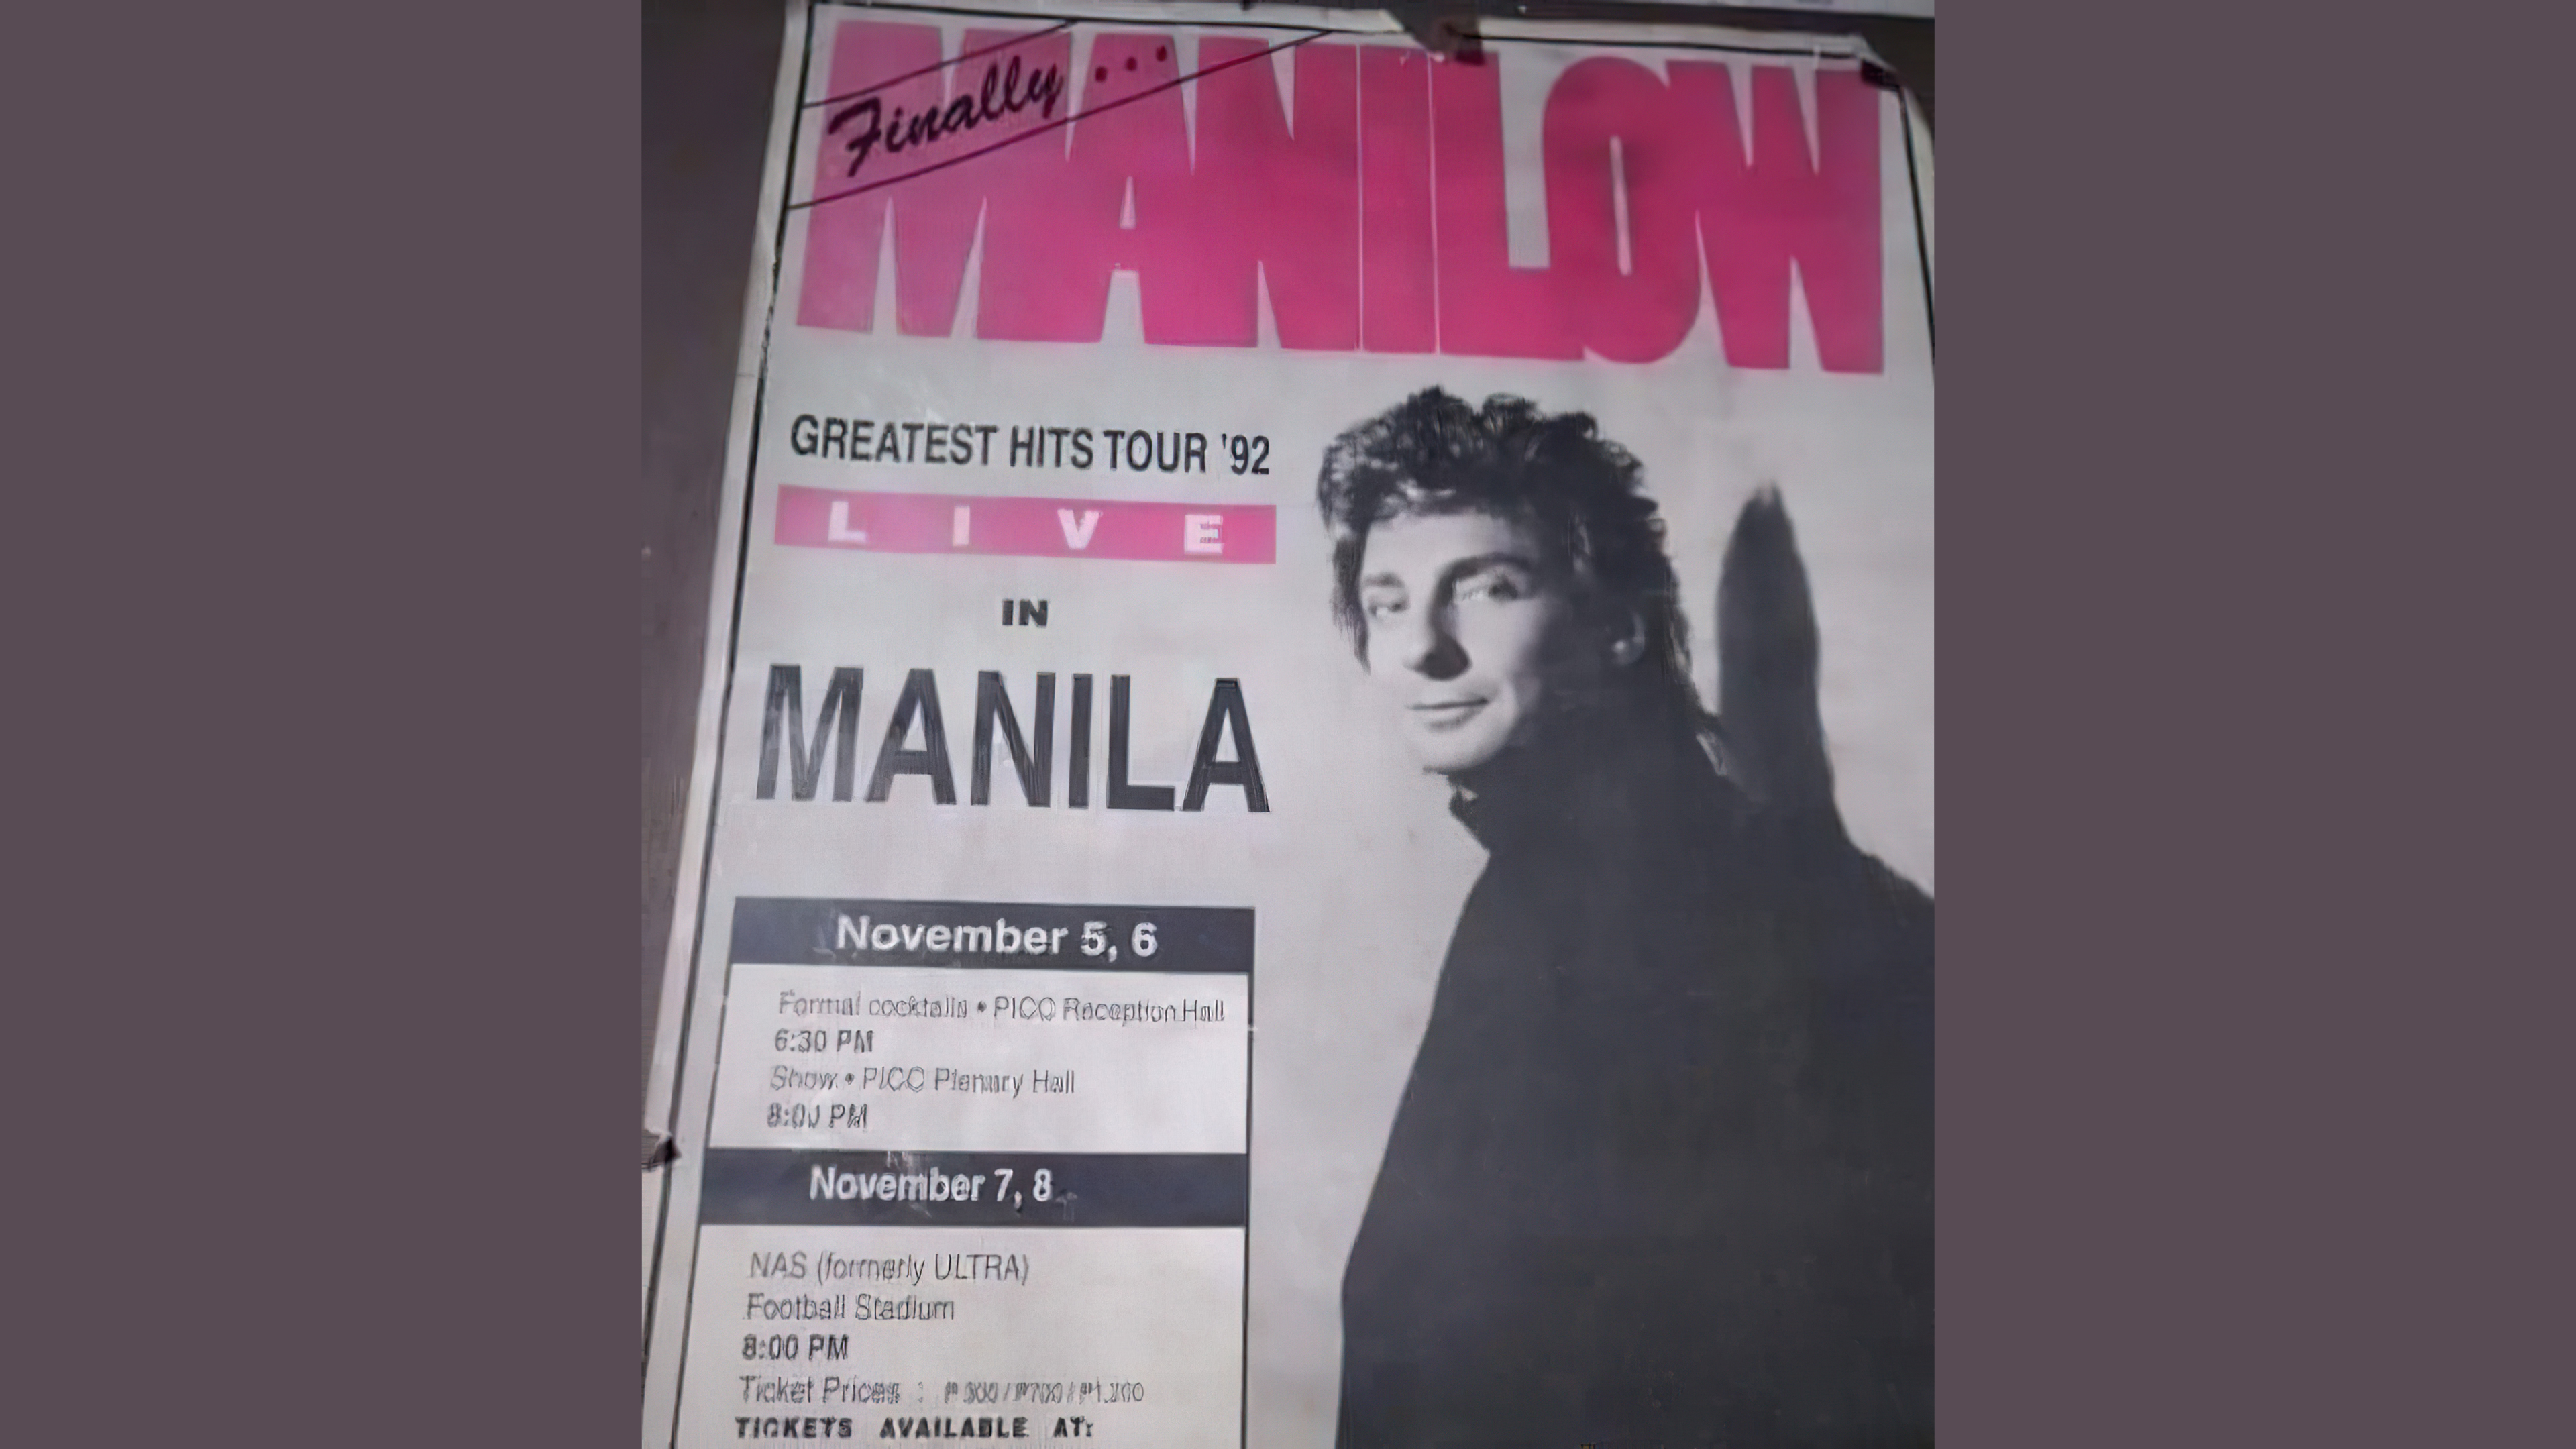 Finally...
MANILOW
GREATEST HITS TOUR '92
LIVE
IN
MANILA
November 5, 6
Formal cocktails • PICC Reception Hall
6:30 PM
Show • PICC Plenary Hall
8:00 PM
November 7, 8
NAS (formerly ULTRA)
Football Stadium
8:00 PM
Ticket Prices :
TICKETS AVAILABLE AT: